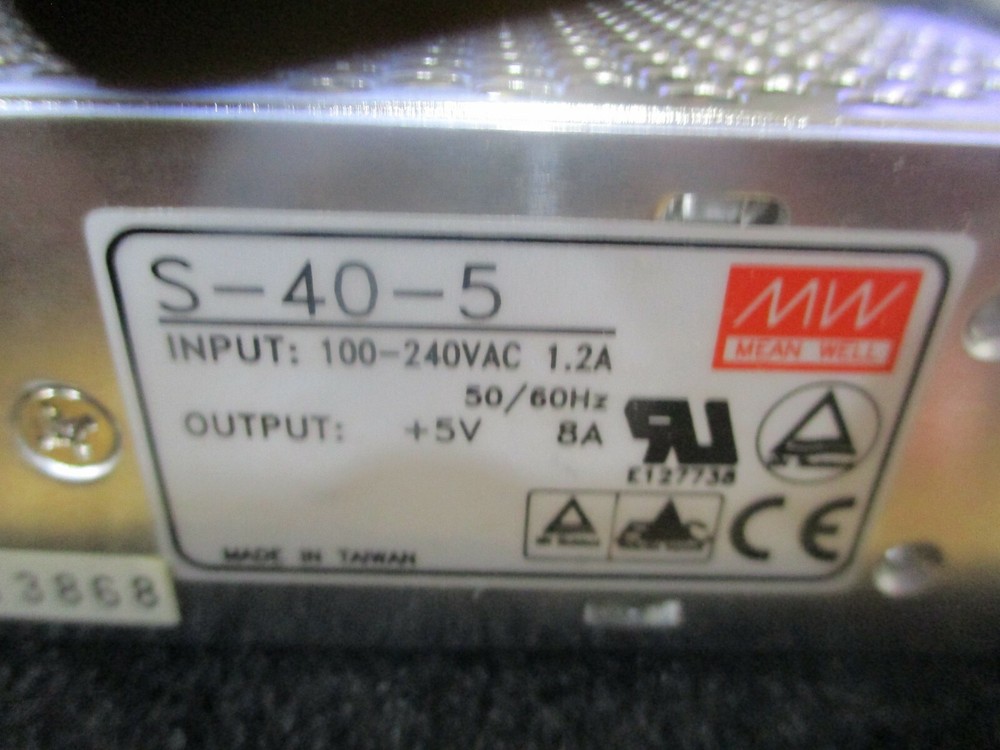 S-40-5
INPUT: 100-240VAC 1.2A
50/60Hz
OUTPUT: +5V 8A
MW
MEAN WELL
RU
E127738
CE
MADE IN TAIWAN
3868